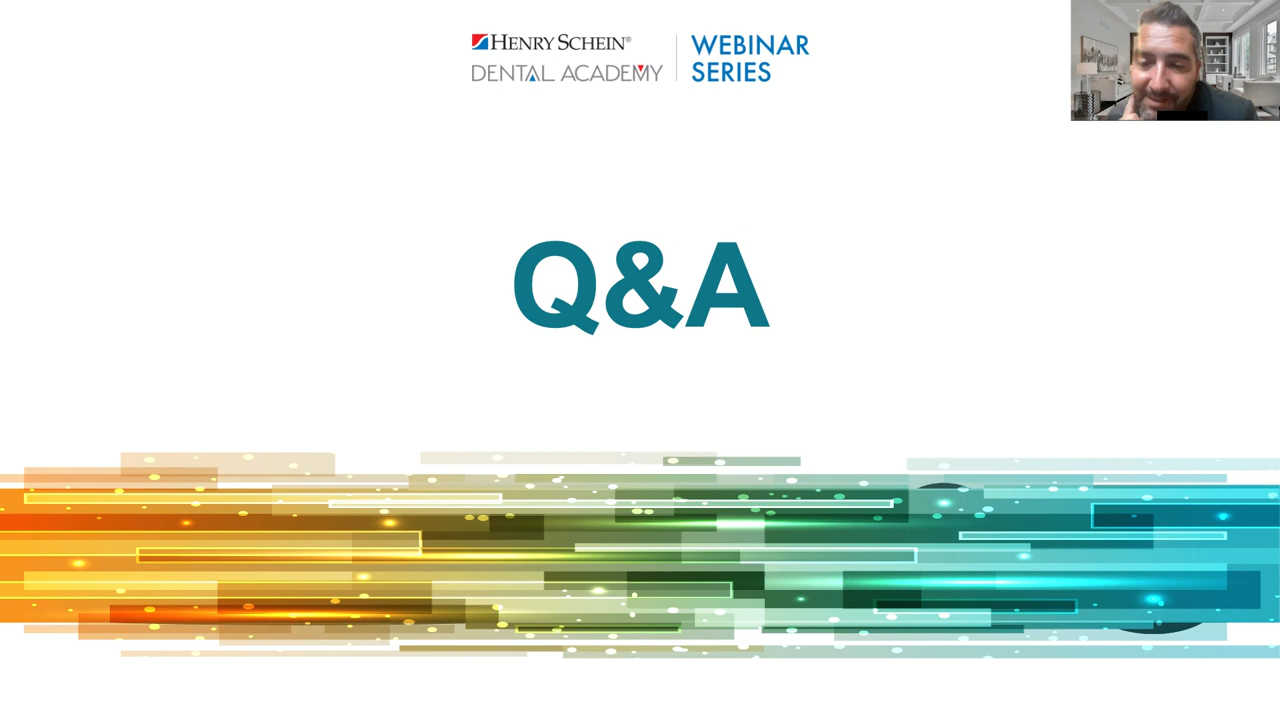 HENRY SCHEIN®
DENTAL ACADEMY
WEBINAR
SERIES
Q&A